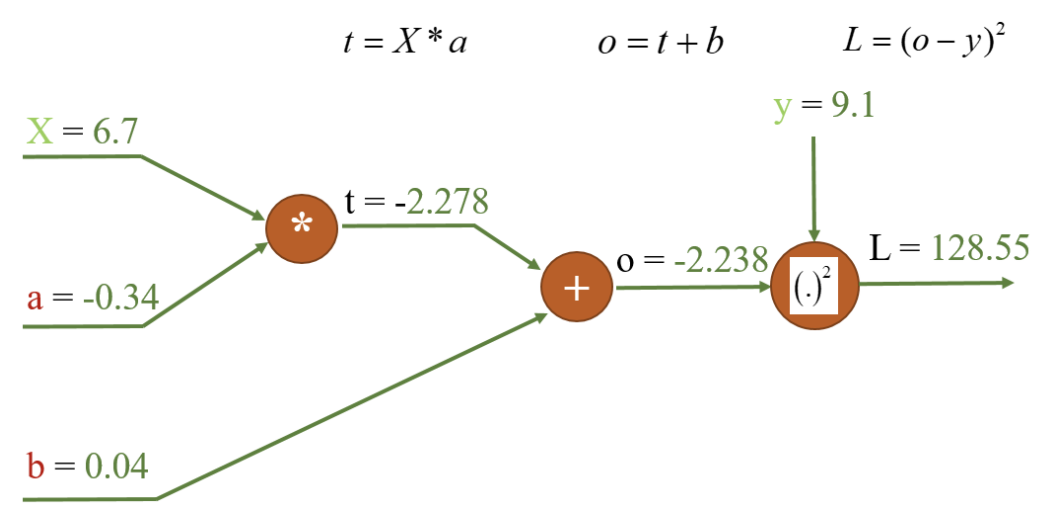 t = X * a
o = t + b
L = (o − y)²
y = 9.1
X = 6.7
t = -2.278
*
L = 128.55
o = -2.238
+
(.)²
a = -0.34
b = 0.04